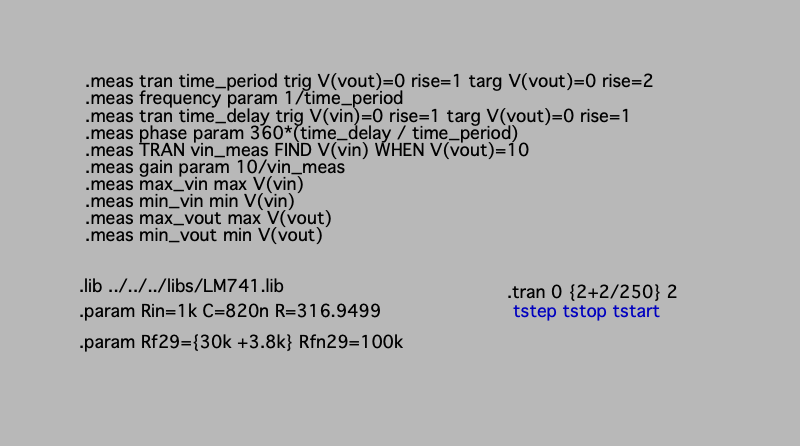 .meas tran time_period trig V(vout)=0 rise=1 targ V(vout)=0 rise=2
.meas frequency param 1/time_period
.meas tran time_delay trig V(vin)=0 rise=1 targ V(vout)=0 rise=1
.meas phase param 360*(time_delay / time_period)
.meas TRAN vin_meas FIND V(vin) WHEN V(vout)=10
.meas gain param 10/vin_meas
.meas max_vin max V(vin)
.meas min_vin min V(vin)
.meas max_vout max V(vout)
.meas min_vout min V(vout)
.lib ../../../libs/LM741.lib
.param Rin=1k C=820n R=316.9499
.param Rf29={30k +3.8k} Rfn29=100k
.tran 0 {2+2/250} 2
tstep tstop tstart